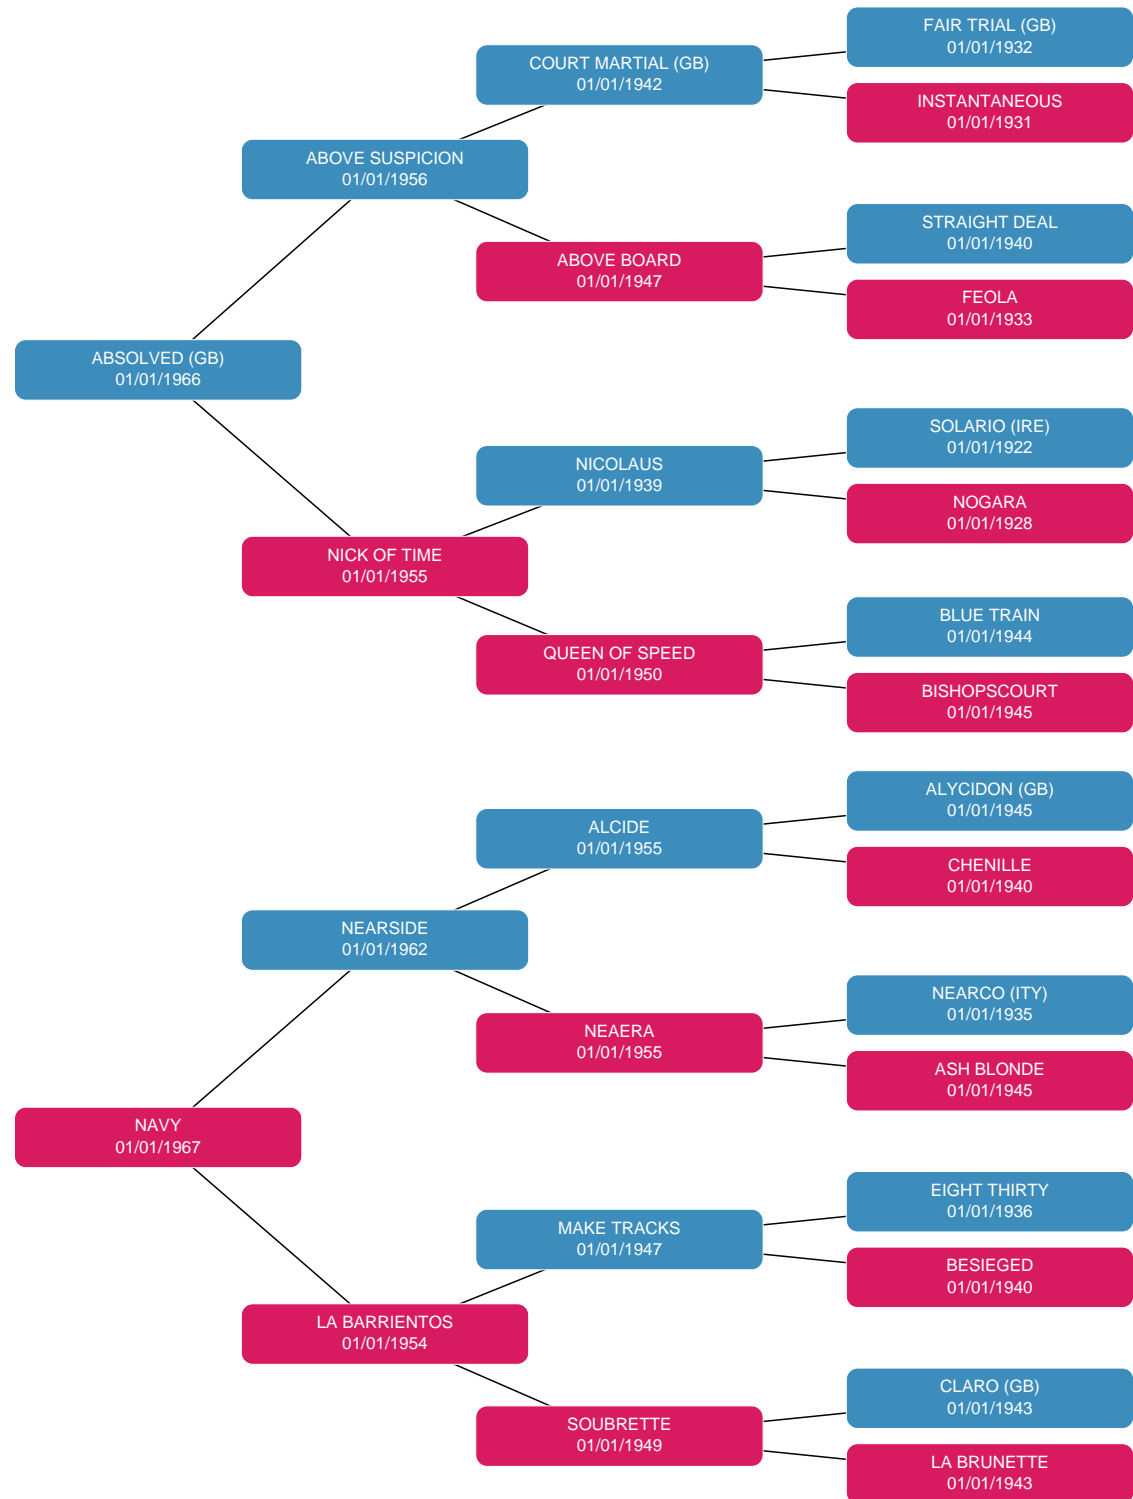 FAIR TRIAL (GB)
01/01/1932
COURT MARTIAL (GB)
01/01/1942
INSTANTANEOUS
01/01/1931
ABOVE SUSPICION
01/01/1956
STRAIGHT DEAL
01/01/1940
ABOVE BOARD
01/01/1947
FEOLA
01/01/1933
ABSOLVED (GB)
01/01/1966
SOLARIO (IRE)
01/01/1922
NICOLAUS
01/01/1939
NOGARA
01/01/1928
NICK OF TIME
01/01/1955
BLUE TRAIN
01/01/1944
QUEEN OF SPEED
01/01/1950
BISHOPSCOURT
01/01/1945
ALYCIDON (GB)
01/01/1945
ALCIDE
01/01/1955
CHENILLE
01/01/1940
NEARSIDE
01/01/1962
NEARCO (ITY)
01/01/1935
NEAERA
01/01/1955
ASH BLONDE
01/01/1945
NAVY
01/01/1967
EIGHT THIRTY
01/01/1936
MAKE TRACKS
01/01/1947
BESIEGED
01/01/1940
LA BARRIENTOS
01/01/1954
CLARO (GB)
01/01/1943
SOUBRETTE
01/01/1949
LA BRUNETTE
01/01/1943